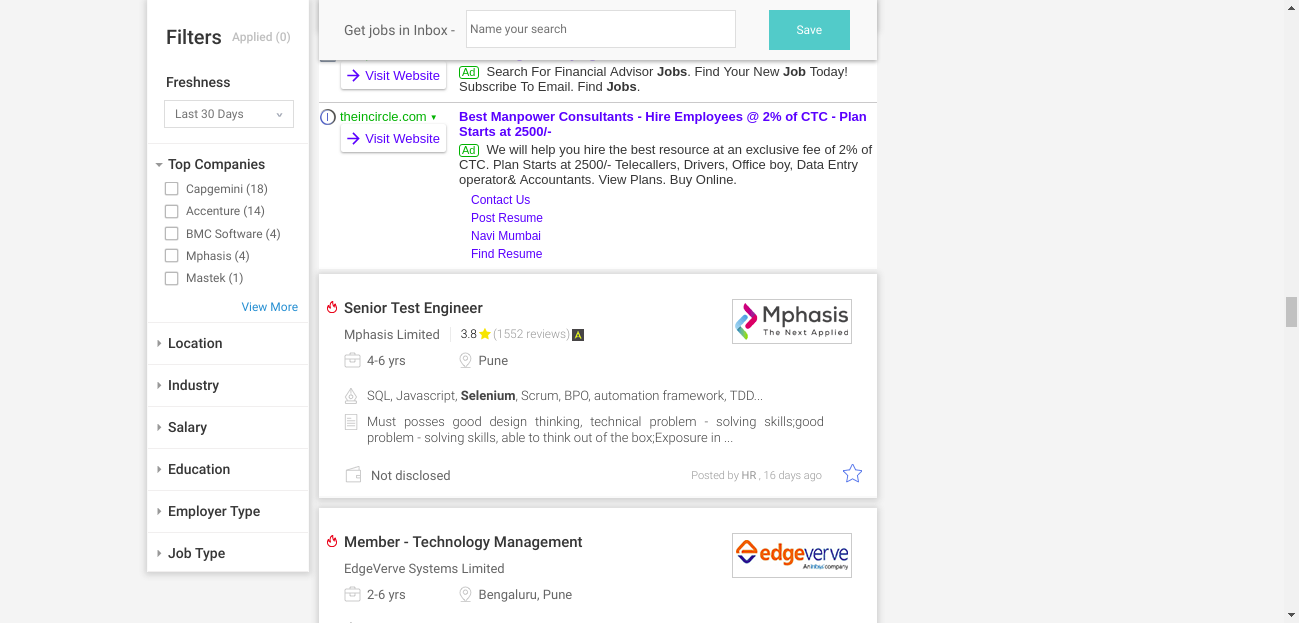 Filters Applied (0)
Freshness
Last 30 Days
Top Companies
Capgemini (18)
Accenture (14)
BMC Software (4)
Mphasis (4)
Mastek (1)
View More
Location
Industry
Salary
Education
Employer Type
Job Type
Get jobs in Inbox - Name your search Save
Visit Website
Ad Search For Financial Advisor Jobs. Find Your New Job Today!
Subscribe To Email. Find Jobs.
theincircle.com
Visit Website
Best Manpower Consultants - Hire Employees @ 2% of CTC - Plan
Starts at 2500/-
Ad We will help you hire the best resource at an exclusive fee of 2% of
CTC. Plan Starts at 2500/- Telecallers, Drivers, Office boy, Data Entry
operator& Accountants. View Plans. Buy Online.
Contact Us
Post Resume
Navi Mumbai
Find Resume
Senior Test Engineer
Mphasis Limited 3.8 (1552 reviews) A
4-6 yrs Pune
SQL, Javascript, Selenium, Scrum, BPO, automation framework, TDD...
Must posses good design thinking, technical problem - solving skills;good
problem - solving skills, able to think out of the box;Exposure in ...
Not disclosed Posted by HR , 16 days ago
Mphasis
The Next Applied
Member - Technology Management
EdgeVerve Systems Limited
2-6 yrs Bengaluru, Pune
edgeverve
An Infosys company